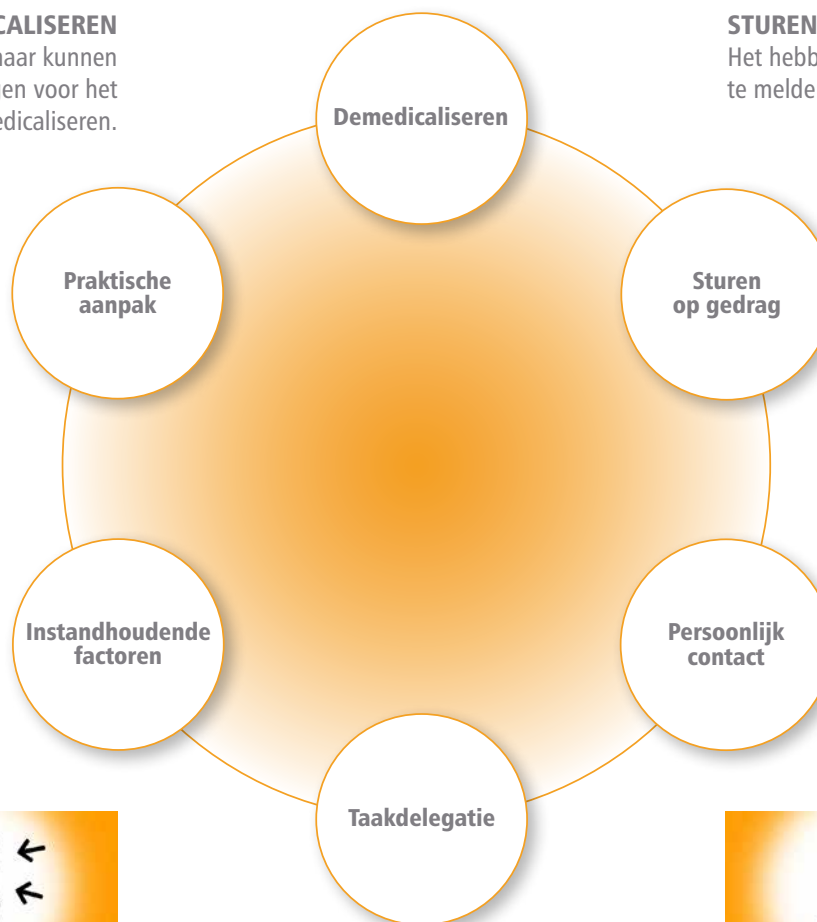 CALISEREN
naar kunnen
gen voor het
edicaliseren.
STUREN
Het hebb
te melde
Demedicaliseren
Praktische
aanpak
Sturen
op gedrag
Instandhoudende
factoren
Persoonlijk
contact
Taakdelegatie